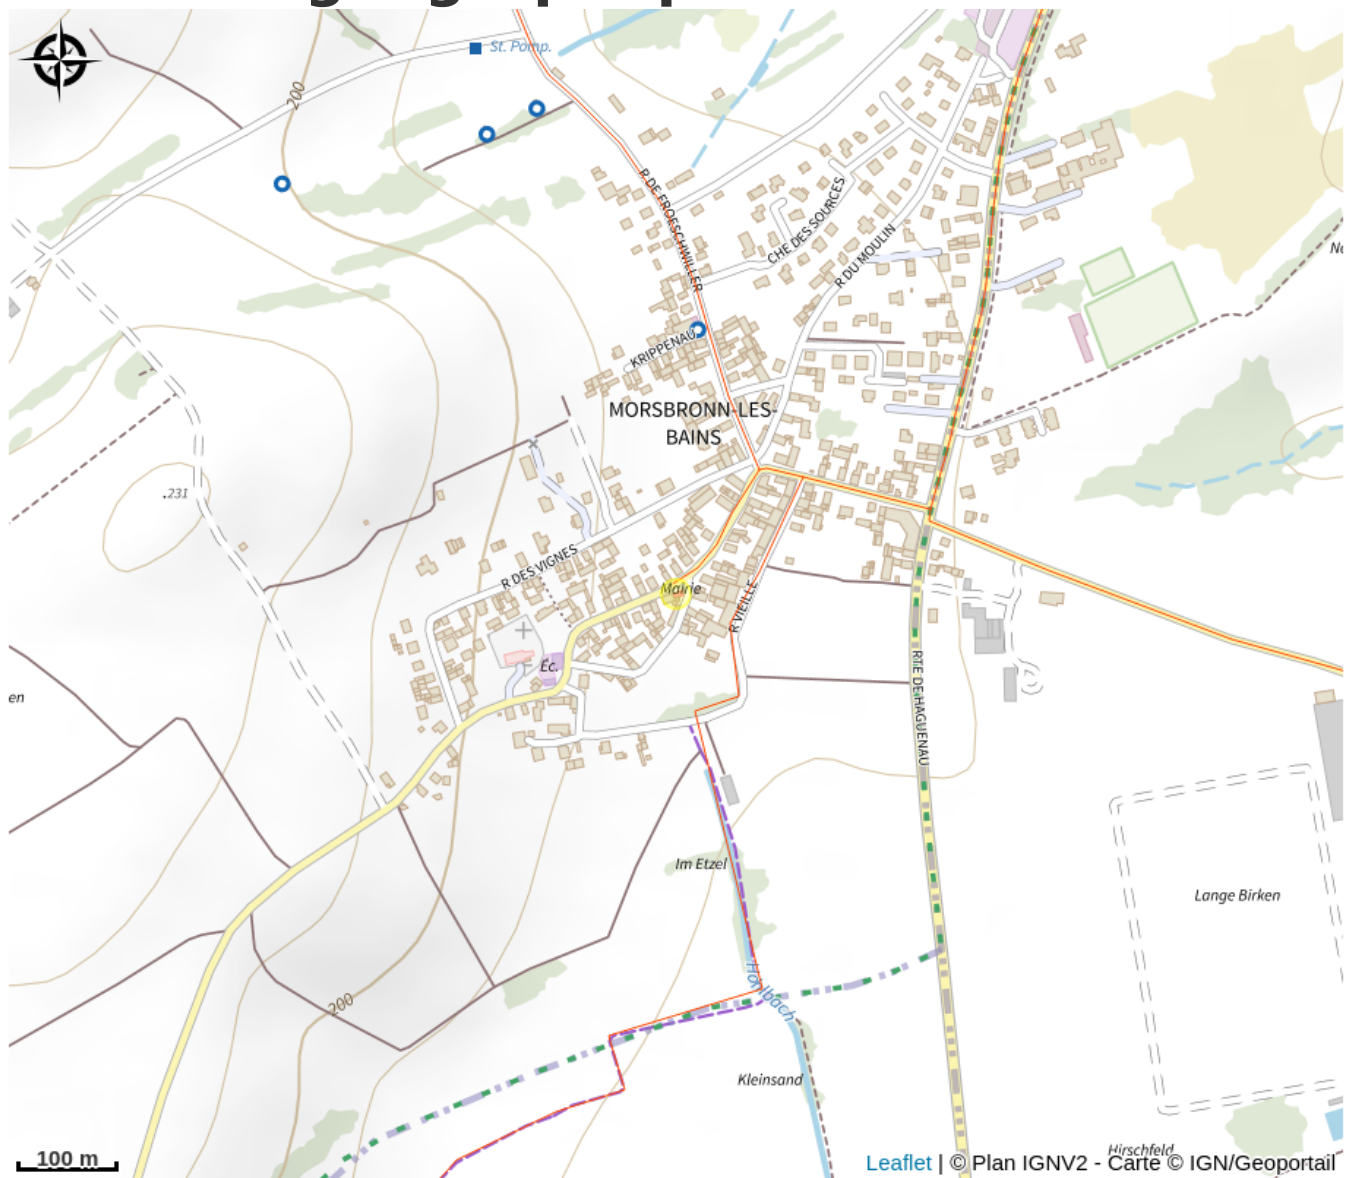 St. Pomp.
200
R DE FROESCHWILLER
CHE DES SOURCES
R DU MOULIN
KRIPPENAU
MORSBRONN-LES-
BAINS
.231
R DES VIGNES
Mairie
R VIEILLE
Éc.
RTE DE HAGUENAU
en
Im Etzel
Lange Birken
200
Hohlbach
Kleinsand
Hirschfeld
100 m
Leaflet | © Plan IGNV2 - Carte © IGN/Geoportail